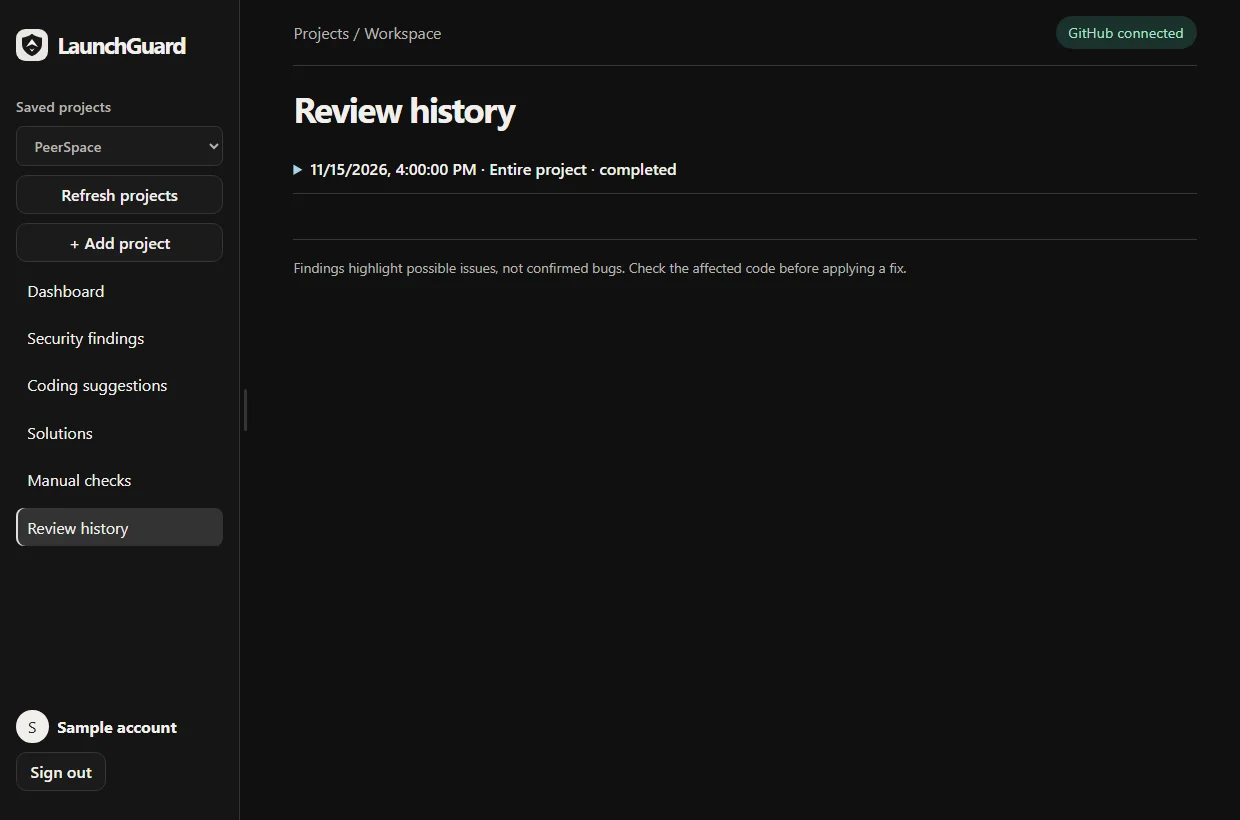 LaunchGuard
Saved projects
PeerSpace
Refresh projects
+ Add project
Dashboard
Security findings
Coding suggestions
Solutions
Manual checks
Review history
S
Sample account
Sign out
Projects / Workspace
GitHub connected
Review history
11/15/2026, 4:00:00 PM · Entire project · completed
Findings highlight possible issues, not confirmed bugs. Check the affected code before applying a fix.